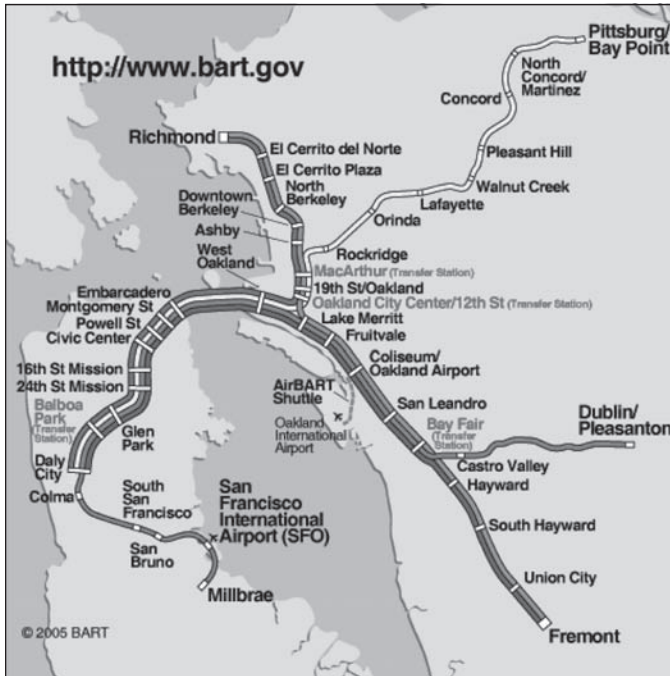 http://www.bart.gov
Pittsburg/
Bay Point
North
Concord/
Martinez
Concord
Pleasant Hill
Walnut Creek
Lafayette
Orinda
Rockridge
Richmond
El Cerrito del Norte
El Cerrito Plaza
North
Berkeley
Downtown
Berkeley
Ashby
West
Oakland
MacArthur (Transfer Station)
19th St/Oakland
Oakland City Center/12th St (Transfer Station)
Embarcadero
Montgomery St
Powell St
Civic Center
16th St Mission
24th St Mission
Balboa
Park
(Transfer
Station)
Glen
Park
Daly
City
Colma
South
San
Francisco
San
Bruno
San
Francisco
International
Airport (SFO)
Millbrae
Lake Merritt
Fruitvale
Coliseum/
Oakland Airport
AirBART
Shuttle
Oakland
International
Airport
San Leandro
Bay Fair
(Transfer
Station)
Dublin/
Pleasanton
Castro Valley
Hayward
South Hayward
Union City
Fremont
© 2005 BART